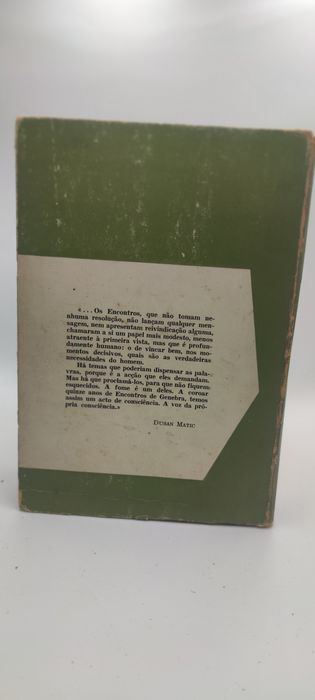 «...Os Encontros, que não tomam ne-
nhuma resolução, não lançam qualquer men-
sagem, nem apresentam reivindicação alguma,
chamaram a si um papel mais modesto, menos
atraente à primeira vista, mas que é profun-
damente humano: o de vincar bem, nos mo-
mentos decisivos, quais são as verdadeiras
necessidades do homem.
Há temas que poderiam dispensar as pala-
vras, porque é a acção que eles demandam.
Mas há que proclamá-los, para que não fiquem
esquecidos. A fome é um deles. A coroar
quinze anos de Encontros de Genebra, temos
assim um acto de consciência. A voz da pró-
pria consciência.»
DUSAN MATIC